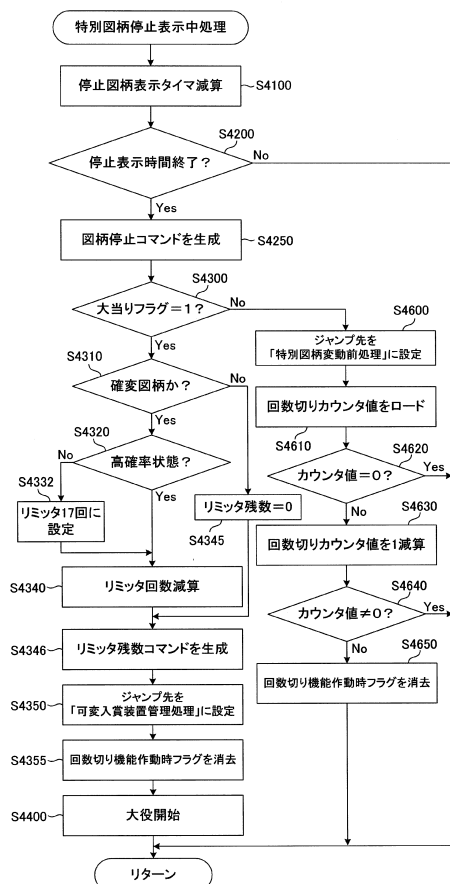 特別図柄停止表示中処理
停止図柄表示タイマ減算
S4100
S4200
停止表示時間終了?
No
Yes
図柄停止コマンドを生成
S4250
S4300
大当りフラグ=1?
No
Yes
S4600
ジャンプ先を
「特別図柄変動前処理」に設定
S4310
確変図柄か?
No
Yes
回数切りカウンタ値をロード
S4610
S4320
高確率状態?
No
Yes
S4620
カウンタ値=0?
Yes
No
S4332
リミッタ17回に
設定
リミッタ残数=0
S4345
S4630
回数切りカウンタ値を1減算
S4340
リミッタ回数減算
S4640
カウンタ値≠0?
Yes
No
S4346
リミッタ残数コマンドを生成
S4650
回数切り機能作動時フラグを消去
S4350
ジャンプ先を
「可変入賞装置管理処理」に設定
S4355
回数切り機能作動時フラグを消去
S4400
大役開始
リターン